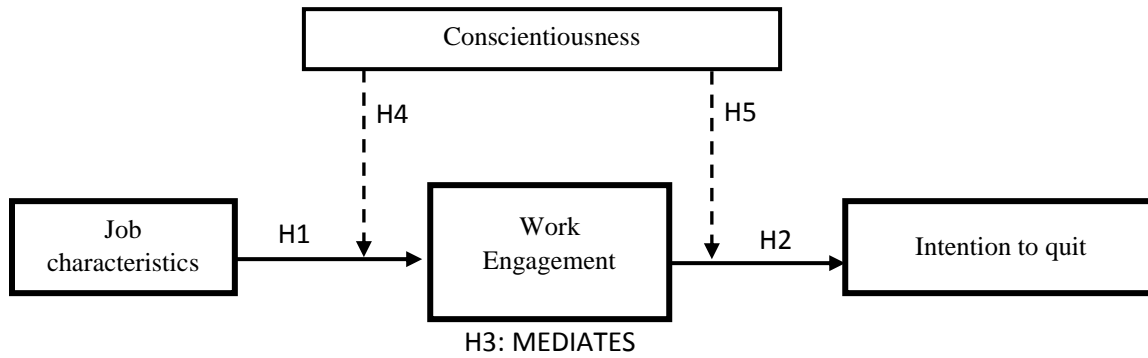 Conscientiousness
H4
H5
Job
characteristics
H1
Work
Engagement
H2
Intention to quit
H3: MEDIATES